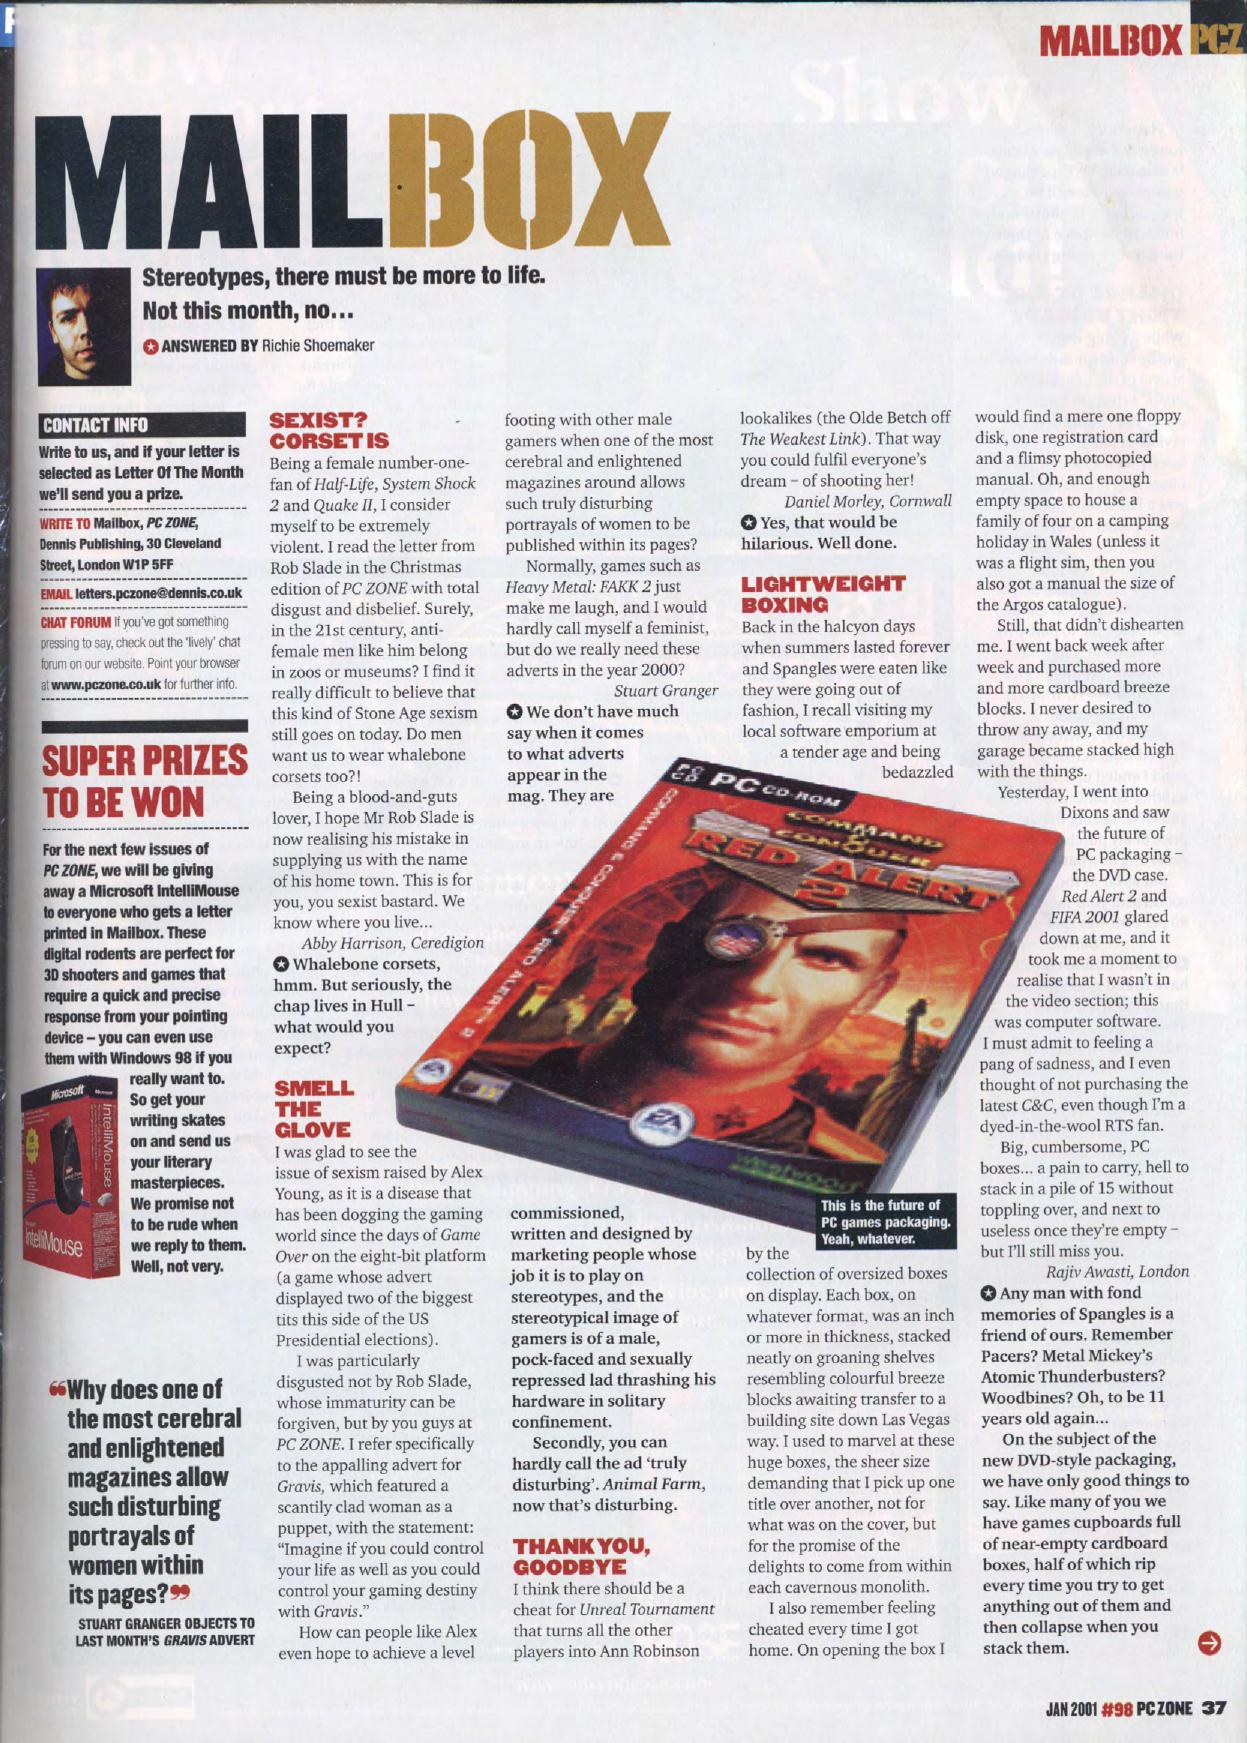 MAILBOX PCZ
MAILBOX
Stereotypes, there must be more to life.
Not this month, no...
ANSWERED BY Richie Shoemaker
CONTACT INFO
Write to us, and if your letter is
selected as Letter Of The Month
we'll send you a prize.
WRITE TO Mailbox, PC ZONE,
Dennis Publishing, 30 Cleveland
Street, London W1P 5FF
EMAIL letters.pczone@dennis.co.uk
CHAT FORUM If you've got something
pressing to say, check out the 'lively' chat
forum on our website. Point your browser
at www.pczone.co.uk for further info.
SUPER PRIZES
TO BE WON
For the next few issues of
PC ZONE, we will be giving
away a Microsoft IntelliMouse
to everyone who gets a letter
printed in Mailbox. These
digital rodents are perfect for
3D shooters and games that
require a quick and precise
response from your pointing
device – you can even use
them with Windows 98 if you
really want to.
So get your
writing skates
on and send us
your literary
masterpieces.
We promise not
to be rude when
we reply to them.
Well, not very.
Microsoft
IntelliMouse
IntelliMouse
“Why does one of
the most cerebral
and enlightened
magazines allow
such disturbing
portrayals of
women within
its pages?”
STUART GRANGER OBJECTS TO
LAST MONTH'S GRAVIS ADVERT
SEXIST?
CORSET IS
Being a female number-one-
fan of Half-Life, System Shock
2 and Quake II, I consider
myself to be extremely
violent. I read the letter from
Rob Slade in the Christmas
edition of PC ZONE with total
disgust and disbelief. Surely,
in the 21st century, anti-
female men like him belong
in zoos or museums? I find it
really difficult to believe that
this kind of Stone Age sexism
still goes on today. Do men
want us to wear whalebone
corsets too?!
Being a blood-and-guts
lover, I hope Mr Rob Slade is
now realising his mistake in
supplying us with the name
of his home town. This is for
you, you sexist bastard. We
know where you live...
Abby Harrison, Ceredigion
Whalebone corsets,
hmm. But seriously, the
chap lives in Hull –
what would you
expect?
SMELL
THE
GLOVE
I was glad to see the
issue of sexism raised by Alex
Young, as it is a disease that
has been dogging the gaming
world since the days of Game
Over on the eight-bit platform
(a game whose advert
displayed two of the biggest
tits this side of the US
Presidential elections).
I was particularly
disgusted not by Rob Slade,
whose immaturity can be
forgiven, but by you guys at
PC ZONE. I refer specifically
to the appalling advert for
Gravis, which featured a
scantily clad woman as a
puppet, with the statement:
"Imagine if you could control
your life as well as you could
control your gaming destiny
with Gravis."
How can people like Alex
even hope to achieve a level
footing with other male
gamers when one of the most
cerebral and enlightened
magazines around allows
such truly disturbing
portrayals of women to be
published within its pages?
Normally, games such as
Heavy Metal: FAKK 2 just
make me laugh, and I would
hardly call myself a feminist,
but do we really need these
adverts in the year 2000?
Stuart Granger
We don't have much
say when it comes
to what adverts
appear in the
mag. They are
commissioned,
written and designed by
marketing people whose
job it is to play on
stereotypes, and the
stereotypical image of
gamers is of a male,
pock-faced and sexually
repressed lad thrashing his
hardware in solitary
confinement.
Secondly, you can
hardly call the ad 'truly
disturbing'. Animal Farm,
now that's disturbing.
THANK YOU,
GOODBYE
I think there should be a
cheat for Unreal Tournament
that turns all the other
players into Ann Robinson
lookalikes (the Olde Betch off
The Weakest Link). That way
you could fulfil everyone's
dream – of shooting her!
Daniel Morley, Cornwall
Yes, that would be
hilarious. Well done.
LIGHTWEIGHT
BOXING
Back in the halcyon days
when summers lasted forever
and Spangles were eaten like
they were going out of
fashion, I recall visiting my
local software emporium at
a tender age and being
bedazzled
PC CD PC CD-ROM
COMMAND & CONQUER
RED ALERT 2
COMMAND & CONQUER RED ALERT 2
EA
15
EA
Westwood
This is the future of
PC games packaging.
Yeah, whatever.
by the
collection of oversized boxes
on display. Each box, on
whatever format, was an inch
or more in thickness, stacked
neatly on groaning shelves
resembling colourful breeze
blocks awaiting transfer to a
building site down Las Vegas
way. I used to marvel at these
huge boxes, the sheer size
demanding that I pick up one
title over another, not for
what was on the cover, but
for the promise of the
delights to come from within
each cavernous monolith.
I also remember feeling
cheated every time I got
home. On opening the box I
would find a mere one floppy
disk, one registration card
and a flimsy photocopied
manual. Oh, and enough
empty space to house a
family of four on a camping
holiday in Wales (unless it
was a flight sim, then you
also got a manual the size of
the Argos catalogue).
Still, that didn't dishearten
me. I went back week after
week and purchased more
and more cardboard breeze
blocks. I never desired to
throw any away, and my
garage became stacked high
with the things.
Yesterday, I went into
Dixons and saw
the future of
PC packaging –
the DVD case.
Red Alert 2 and
FIFA 2001 glared
down at me, and it
took me a moment to
realise that I wasn't in
the video section; this
was computer software.
I must admit to feeling a
pang of sadness, and I even
thought of not purchasing the
latest C&C, even though I'm a
dyed-in-the-wool RTS fan.
Big, cumbersome, PC
boxes... a pain to carry, hell to
stack in a pile of 15 without
toppling over, and next to
useless once they're empty –
but I'll still miss you.
Rajiv Awasti, London
Any man with fond
memories of Spangles is a
friend of ours. Remember
Pacers? Metal Mickey's
Atomic Thunderbusters?
Woodbines? Oh, to be 11
years old again...
On the subject of the
new DVD-style packaging,
we have only good things to
say. Like many of you we
have games cupboards full
of near-empty cardboard
boxes, half of which rip
every time you try to get
anything out of them and
then collapse when you
stack them.
JAN 2001 #98 PC ZONE 37